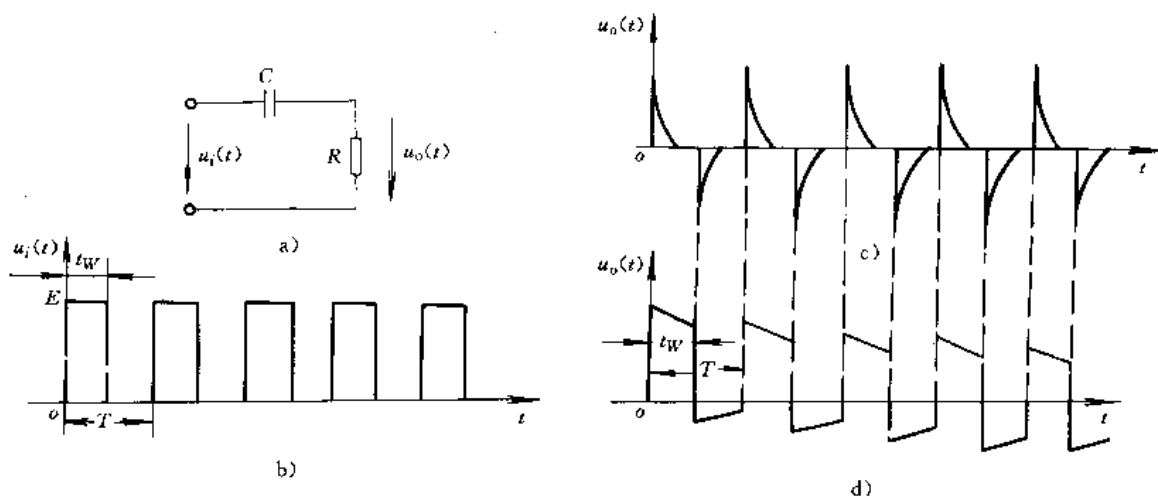 C
u_i(t)
R
u_o(t)
a)
u_i(t)
t_W
E
o
T
t
b)
u_o(t)
o
t
c)
u_o(t)
t_W
T
o
t
d)